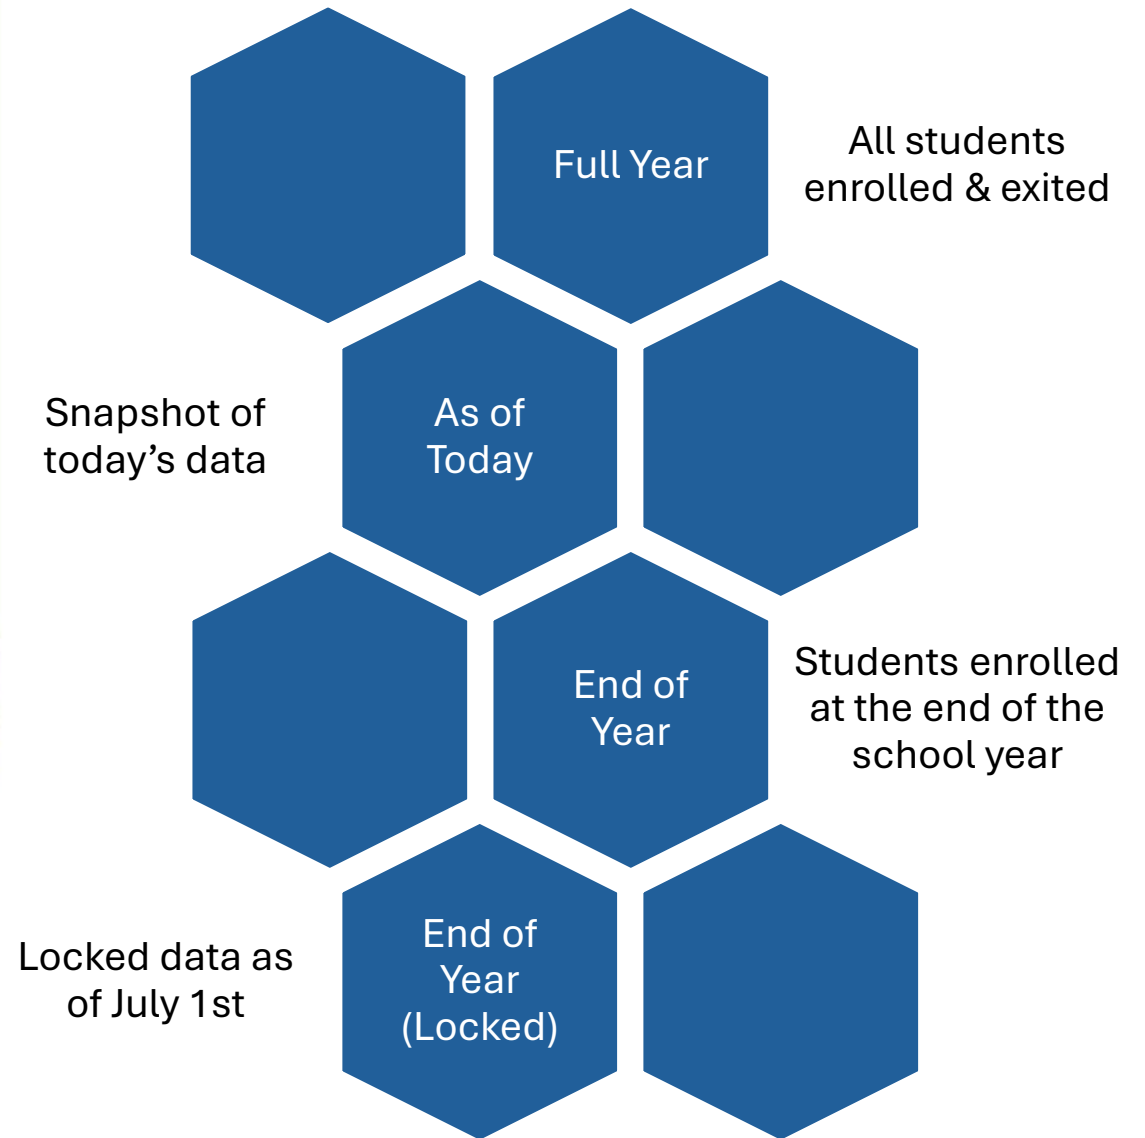 Full Year
All students
enrolled & exited
Snapshot of
today’s data
As of
Today
End of
Year
Students enrolled
at the end of the
school year
Locked data as
of July 1st
End of
Year
(Locked)